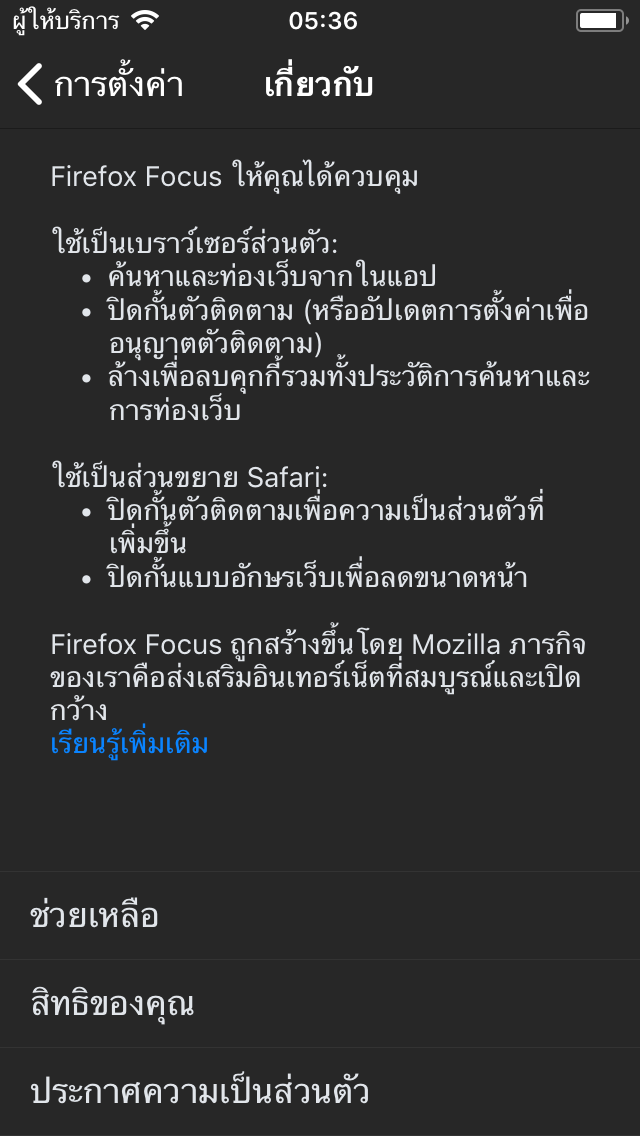 ผู้ให้บริการ 05:36
การตั้งค่า เกี่ยวกับ
Firefox Focus ให้คุณได้ควบคุม
ใช้เป็นเบราว์เซอร์ส่วนตัว:
• ค้นหาและท่องเว็บจากในแอป
• ปิดกั้นตัวติดตาม (หรืออัปเดตการตั้งค่าเพื่อ
อนุญาตตัวติดตาม)
• ล้างเพื่อลบคุกกี้รวมทั้งประวัติการค้นหาและ
การท่องเว็บ
ใช้เป็นส่วนขยาย Safari:
• ปิดกั้นตัวติดตามเพื่อความเป็นส่วนตัวที่
เพิ่มขึ้น
• ปิดกั้นแบบอักษรเว็บเพื่อลดขนาดหน้า
Firefox Focus ถูกสร้างขึ้นโดย Mozilla ภารกิจ
ของเราคือส่งเสริมอินเทอร์เน็ตที่สมบูรณ์และเปิด
กว้าง
เรียนรู้เพิ่มเติม
ช่วยเหลือ
สิทธิของคุณ
ประกาศความเป็นส่วนตัว